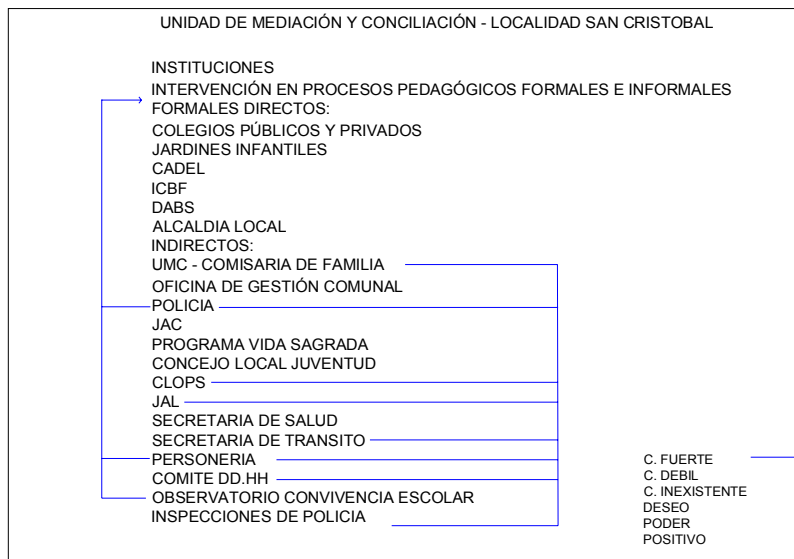 UNIDAD DE MEDIACIÓN Y CONCILIACIÓN - LOCALIDAD SAN CRISTOBAL
INSTITUCIONES
INTERVENCIÓN EN PROCESOS PEDAGÓGICOS FORMALES E INFORMALES
FORMALES DIRECTOS:
COLEGIOS PÚBLICOS Y PRIVADOS
JARDINES INFANTILES
CADEL
ICBF
DABS
ALCALDIA LOCAL
INDIRECTOS:
UMC - COMISARIA DE FAMILIA
OFICINA DE GESTIÓN COMUNAL
POLICIA
JAC
PROGRAMA VIDA SAGRADA
CONCEJO LOCAL JUVENTUD
CLOPS
JAL
SECRETARIA DE SALUD
SECRETARIA DE TRANSITO
PERSONERIA
COMITE DD.HH
OBSERVATORIO CONVIVENCIA ESCOLAR
INSPECCIONES DE POLICIA
C. FUERTE
C. DEBIL
C. INEXISTENTE
DESEO
PODER
POSITIVO